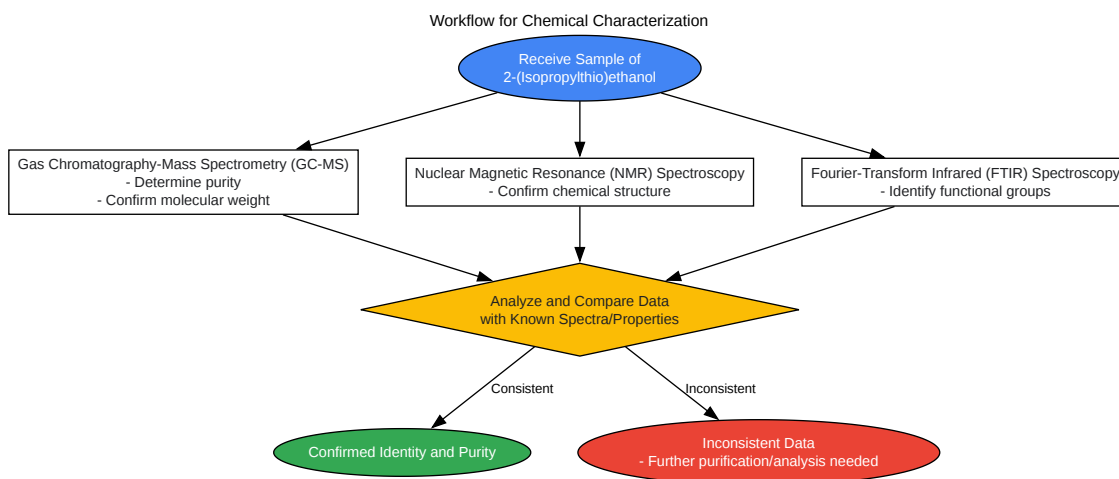 Workflow for Chemical Characterization
Receive Sample of
2-(Isopropylthio)ethanol
Gas Chromatography-Mass Spectrometry (GC-MS)
- Determine purity
- Confirm molecular weight
Nuclear Magnetic Resonance (NMR) Spectroscopy
- Confirm chemical structure
Fourier-Transform Infrared (FTIR) Spectroscopy
- Identify functional groups
Analyze and Compare Data
with Known Spectra/Properties
Consistent
Inconsistent
Confirmed Identity and Purity
Inconsistent Data
- Further purification/analysis needed